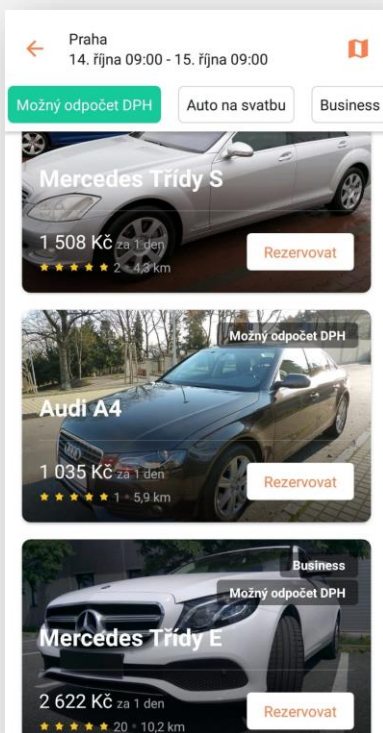 Praha
14. října 09:00 - 15. října 09:00
Možný odpočet DPH
Auto na svatbu
Business
Mercedes Třídy S
1 508 Kč za 1 den
Rezervovat
2 • 4,3 km
Možný odpočet DPH
Audi A4
1 035 Kč za 1 den
Rezervovat
1 • 5,9 km
Business
Možný odpočet DPH
Mercedes Třídy E
2 622 Kč za 1 den
Rezervovat
20 • 10,2 km